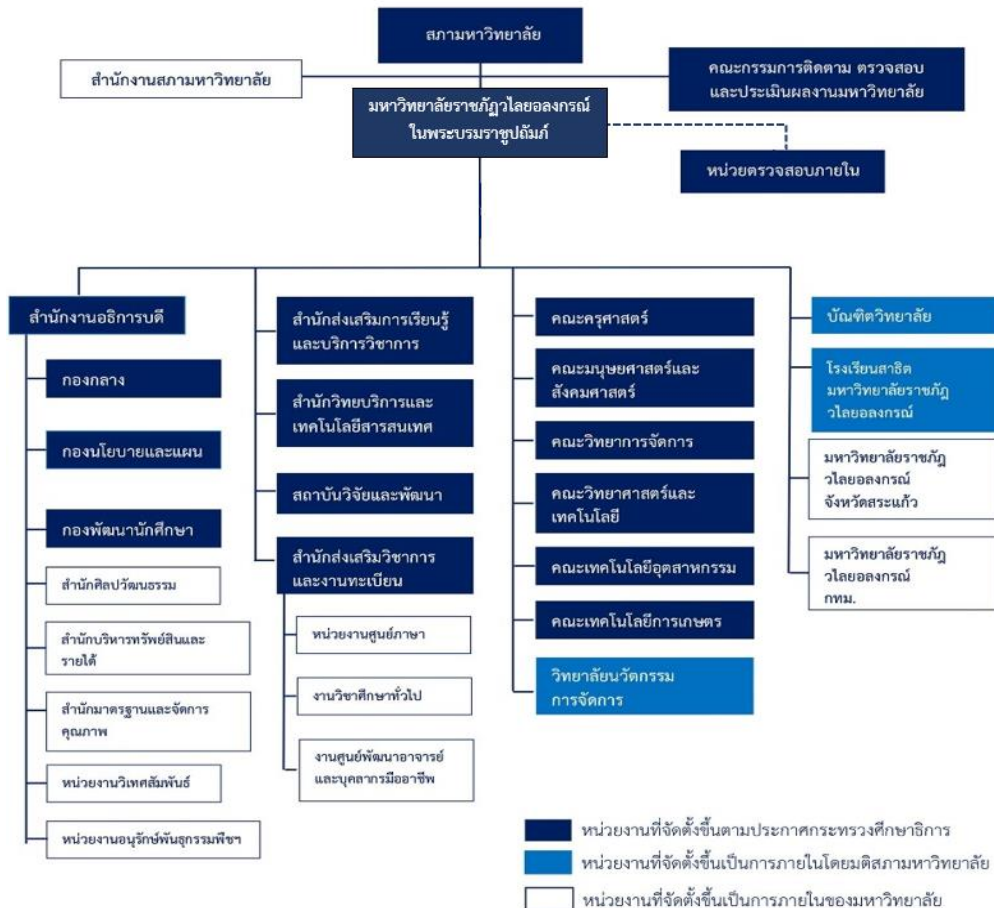 สภามหาวิทยาลัย
สำนักงานสภามหาวิทยาลัย
คณะกรรมการติดตาม ตรวจสอบ
และประเมินผลงานมหาวิทยาลัย
มหาวิทยาลัยราชภัฏวไลยอลงกรณ์
ในพระบรมราชูปถัมภ์
หน่วยตรวจสอบภายใน
สำนักงานอธิการบดี
กองกลาง
กองนโยบายและแผน
กองพัฒนานักศึกษา
สำนักศิลปวัฒนธรรม
สำนักบริหารทรัพย์สินและ
รายได้
สำนักมาตรฐานและจัดการ
คุณภาพ
หน่วยงานวิเทศสัมพันธ์
หน่วยงานอนุรักษ์พันธุกรรมพืชฯ
สำนักส่งเสริมการเรียนรู้
และบริการวิชาการ
สำนักวิทยบริการและ
เทคโนโลยีสารสนเทศ
สถาบันวิจัยและพัฒนา
สำนักส่งเสริมวิชาการ
และงานทะเบียน
หน่วยงานศูนย์ภาษา
งานวิชาศึกษาทั่วไป
งานศูนย์พัฒนาอาจารย์
และบุคลากรมืออาชีพ
คณะครุศาสตร์
คณะมนุษยศาสตร์และ
สังคมศาสตร์
คณะวิทยาการจัดการ
คณะวิทยาศาสตร์และ
เทคโนโลยี
คณะเทคโนโลยีอุตสาหกรรม
คณะเทคโนโลยีการเกษตร
วิทยาลัยนวัตกรรม
การจัดการ
บัณฑิตวิทยาลัย
โรงเรียนสาธิต
มหาวิทยาลัยราชภัฏ
วไลยอลงกรณ์
มหาวิทยาลัยราชภัฏ
วไลยอลงกรณ์
จังหวัดสระแก้ว
มหาวิทยาลัยราชภัฏ
วไลยอลงกรณ์
กทม.
หน่วยงานที่จัดตั้งขึ้นตามประกาศกระทรวงศึกษาธิการ
หน่วยงานที่จัดตั้งขึ้นเป็นการภายในโดยมติสภามหาวิทยาลัย
หน่วยงานที่จัดตั้งขึ้นเป็นการภายในของมหาวิทยาลัย